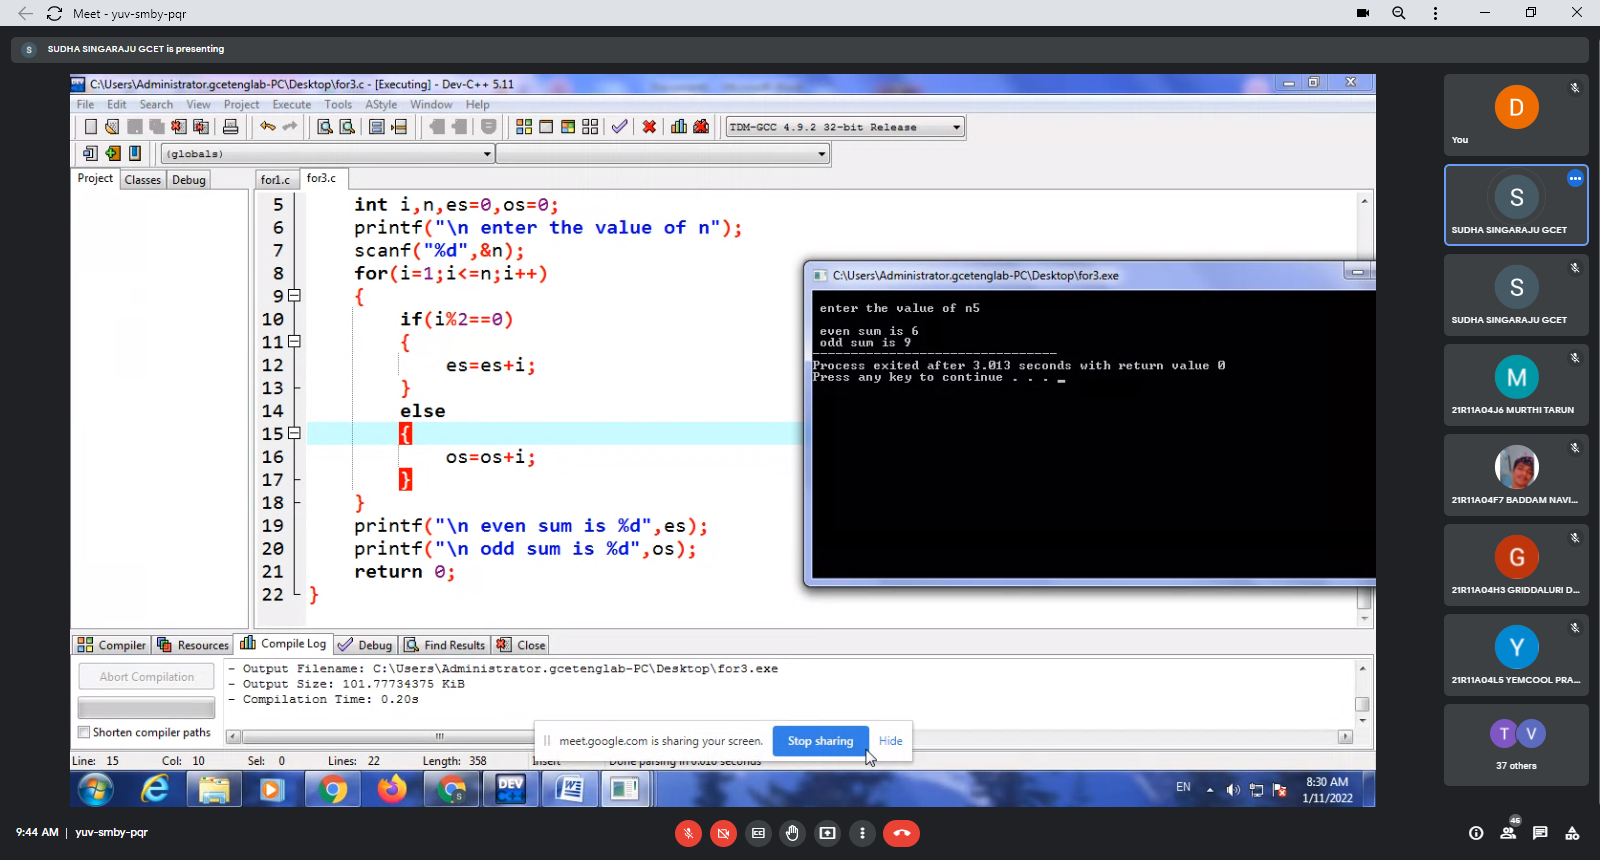 Meet - yuv-smby-pqr
S SUDHA SINGARAJU GCET is presenting
C:\Users\Administrator.gcetenglab-PC\Desktop\for3.c - [Executing] - Dev-C++ 5.11
File Edit Search View Project Execute Tools AStyle Window Help
TDM-GCC 4.9.2 32-bit Release
(globals)
Project Classes Debug for1.c for3.c
5 int i,n,es=0,os=0;
6 printf("\n enter the value of n");
7 scanf("%d",&n);
8 for(i=1;i<=n;i++)
9 {
10 if(i%2==0)
11 {
12 es=es+i;
13 }
14 else
15 {
16 os=os+i;
17 }
18 }
19 printf("\n even sum is %d",es);
20 printf("\n odd sum is %d",os);
21 return 0;
22 }
C:\Users\Administrator.gcetenglab-PC\Desktop\for3.exe
enter the value of n5
even sum is 6
odd sum is 9
--------------------------------
Process exited after 3.013 seconds with return value 0
Press any key to continue . . . _
Compiler Resources Compile Log Debug Find Results Close
Abort Compilation
Shorten compiler paths
- Output Filename: C:\Users\Administrator.gcetenglab-PC\Desktop\for3.exe
- Output Size: 101.77734375 KiB
- Compilation Time: 0.20s
meet.google.com is sharing your screen. Stop sharing Hide
Line: 15 Col: 10 Sel: 0 Lines: 22 Length: 358 Insert Done parsing in 0.016 seconds
DEV
EN
8:30 AM
1/11/2022
D
You
S
SUDHA SINGARAJU GCET
S
SUDHA SINGARAJU GCET
M
21R11A04J6 MURTHI TARUN
21R11A04F7 BADDAM NAVI...
G
21R11A04H3 GRIDDALURI D...
Y
21R11A04L5 YEMCOOL PRA...
T V
37 others
9:44 AM | yuv-smby-pqr
46